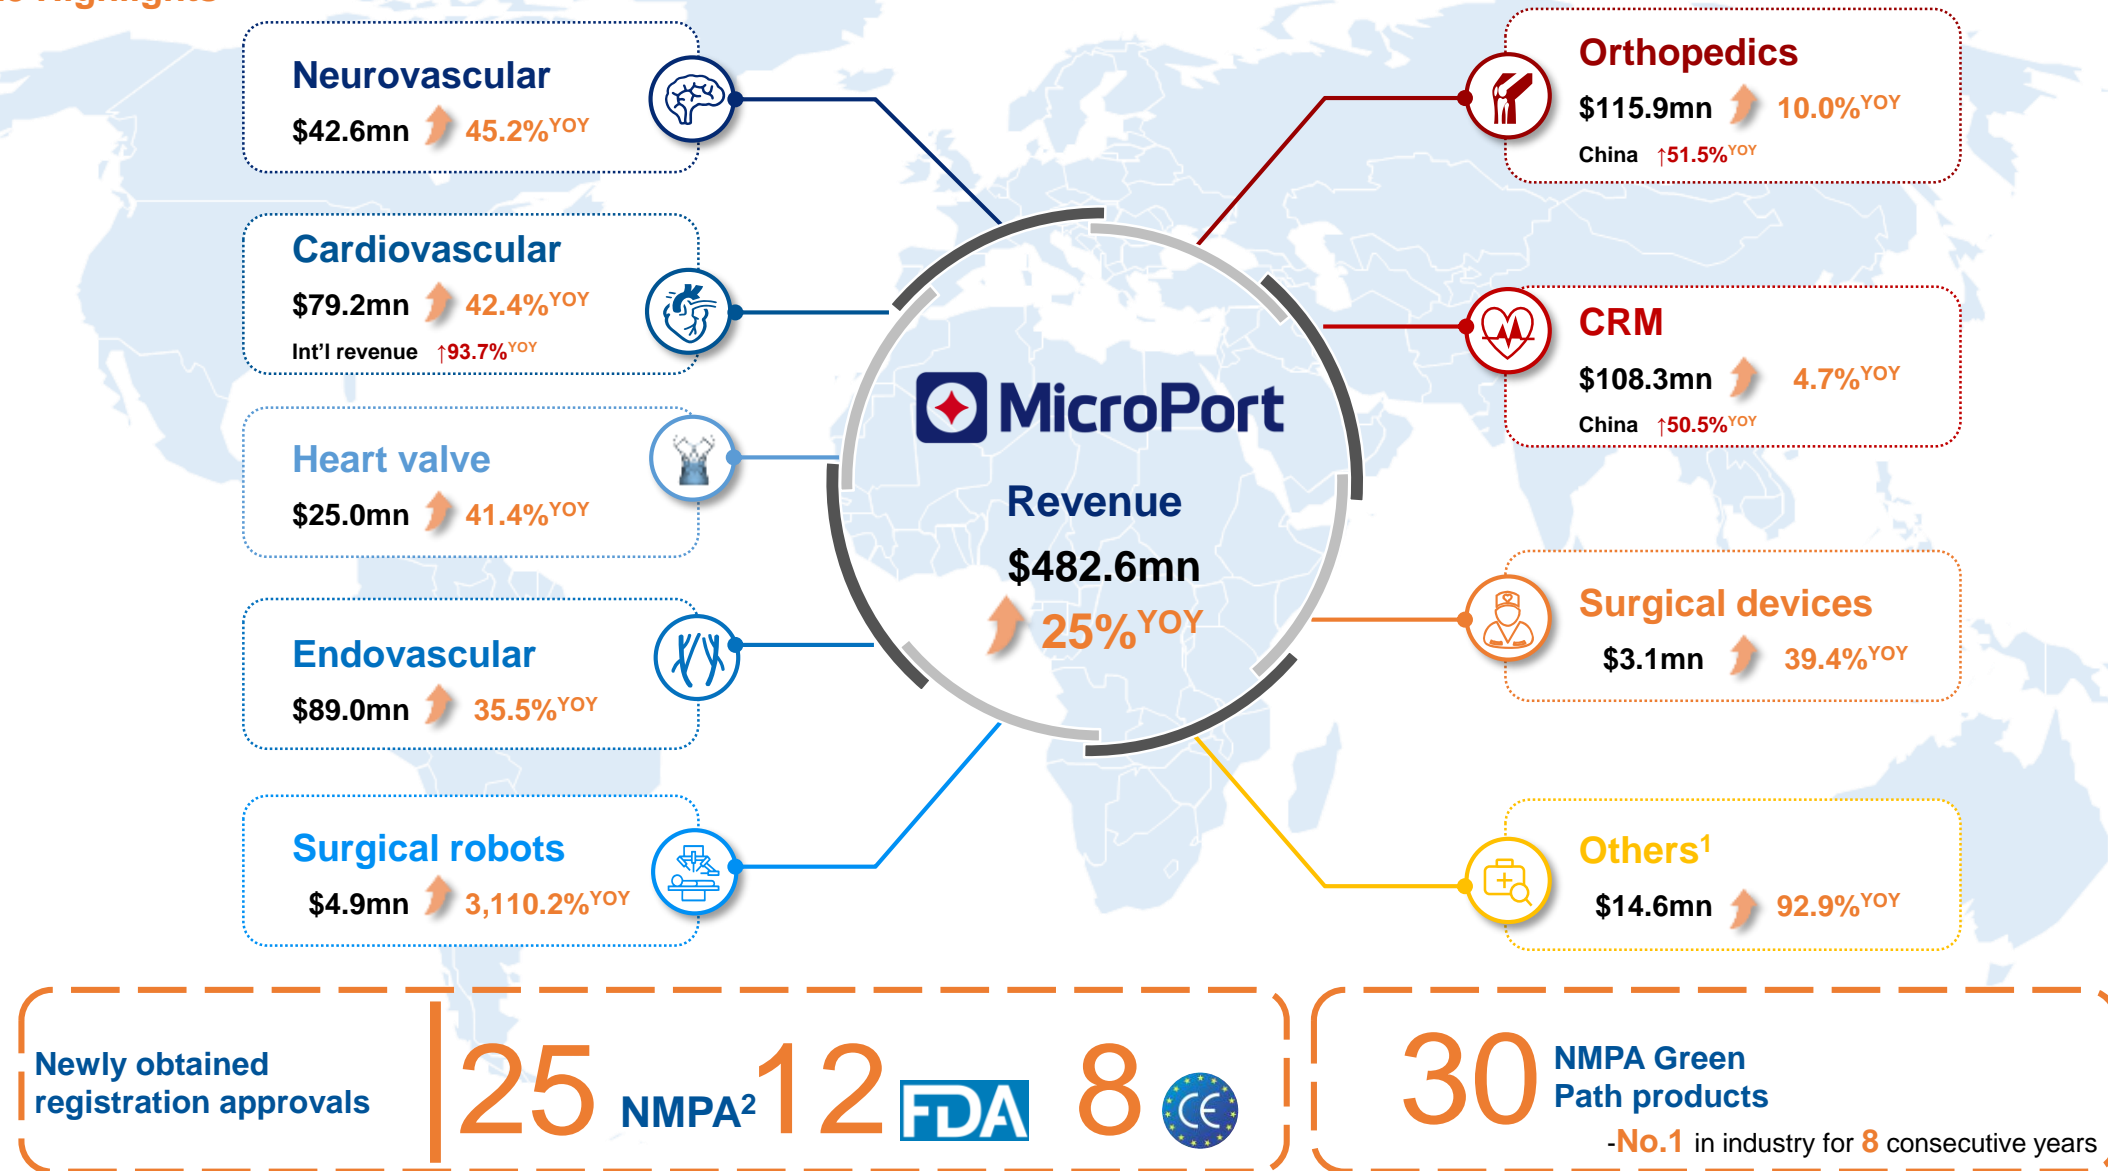 Highlights
Neurovascular
$42.6mn 45.2%YOY
Cardiovascular
$79.2mn 42.4%YOY
Int'l revenue ↑93.7%YOY
Heart valve
$25.0mn 41.4%YOY
Endovascular
$89.0mn 35.5%YOY
Surgical robots
$4.9mn 3,110.2%YOY
MicroPort
Revenue
$482.6mn
25%YOY
Orthopedics
$115.9mn 10.0%YOY
China ↑51.5%YOY
CRM
$108.3mn 4.7%YOY
China ↑50.5%YOY
Surgical devices
$3.1mn 39.4%YOY
Others1
$14.6mn 92.9%YOY
Newly obtained
registration approvals
25 NMPA2 12 FDA 8 CE
30 NMPA Green
Path products
-No.1 in industry for 8 consecutive years